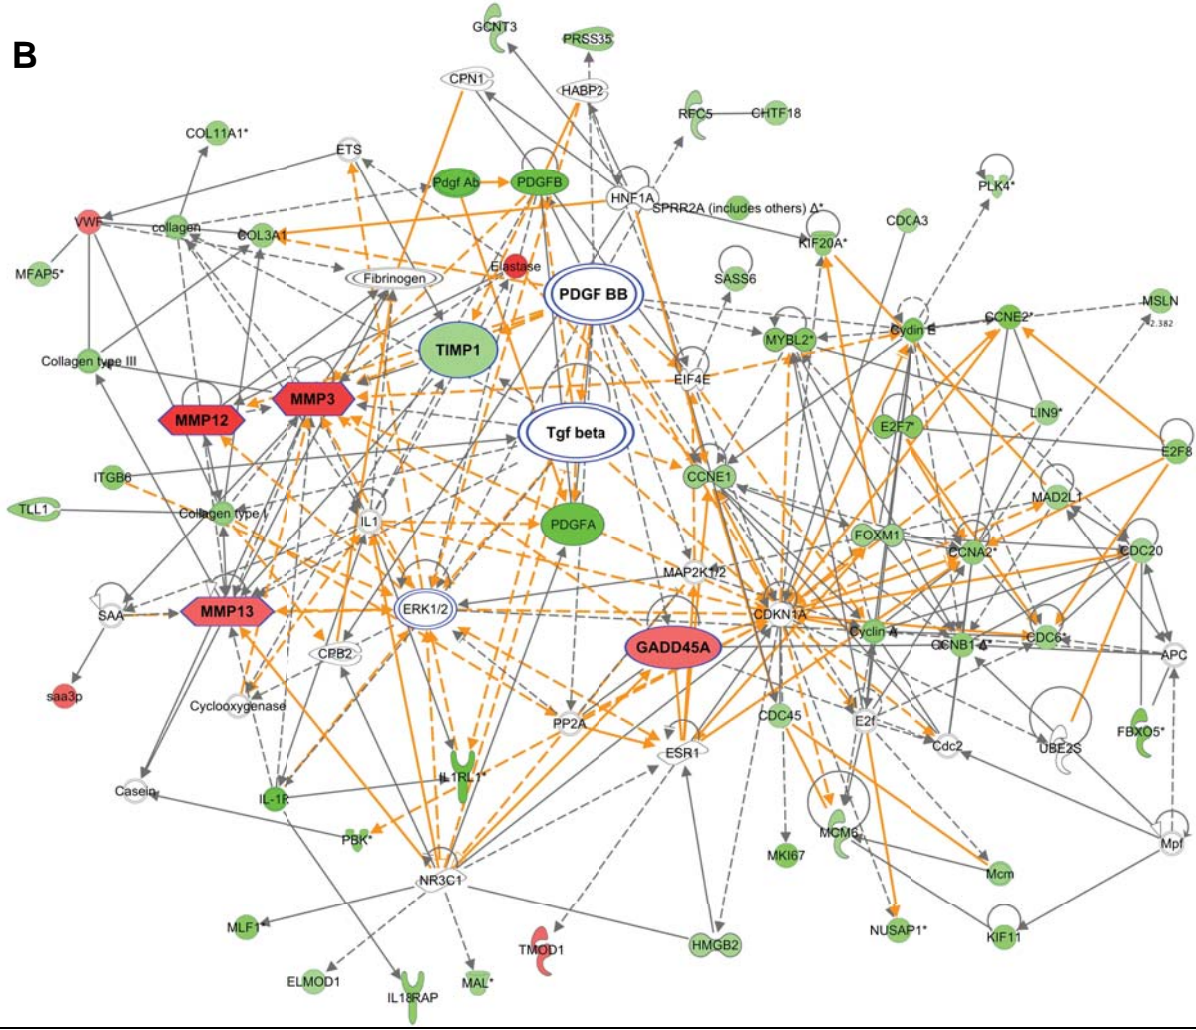 B
GCNT3
PRSS35
CPN1
HABP2
RFC5
CHTF18
COL11A1*
ETS
Pdgf Ab
PDGFB
HNF1A
PLK4*
SPRR2A (includes others) Δ*
VWF
collagen
COL3A1
KIF20A*
CDCA3
MFAP5*
Fibrinogen
Elastase
PDGF BB
SASS6
MSLN
2.382
CCNE2*
Cyclin E
MYBL2*
TIMP1
Collagen type III
EIF4E
MMP3
MMP12
LIN9*
E2F7*
Tgf beta
E2F8
ITGB6
CCNE1
MAD2L1
TLL1
Collagen type I
IL1
PDGFA
FOXM1
CCNA2*
CDC20
MAP2K1/2
SAA
MMP13
ERK1/2
CDKN1A
Cyclin A
CCNB1 Δ*
CDC6*
GADD45A
CPB2
APC
saa3p
Cyclooxygenase
PP2A
CDC45
E2f
Cdc2
UBE2S
FBXO5*
ESR1
IL1RL1*
Casein
IL-1R
PBK*
MCM6
Mpf
MKI67
NR3C1
Mcm
MLF1*
TMOD1
HMGB2
NUSAP1*
KIF11
ELMOD1
IL18RAP
MAL*